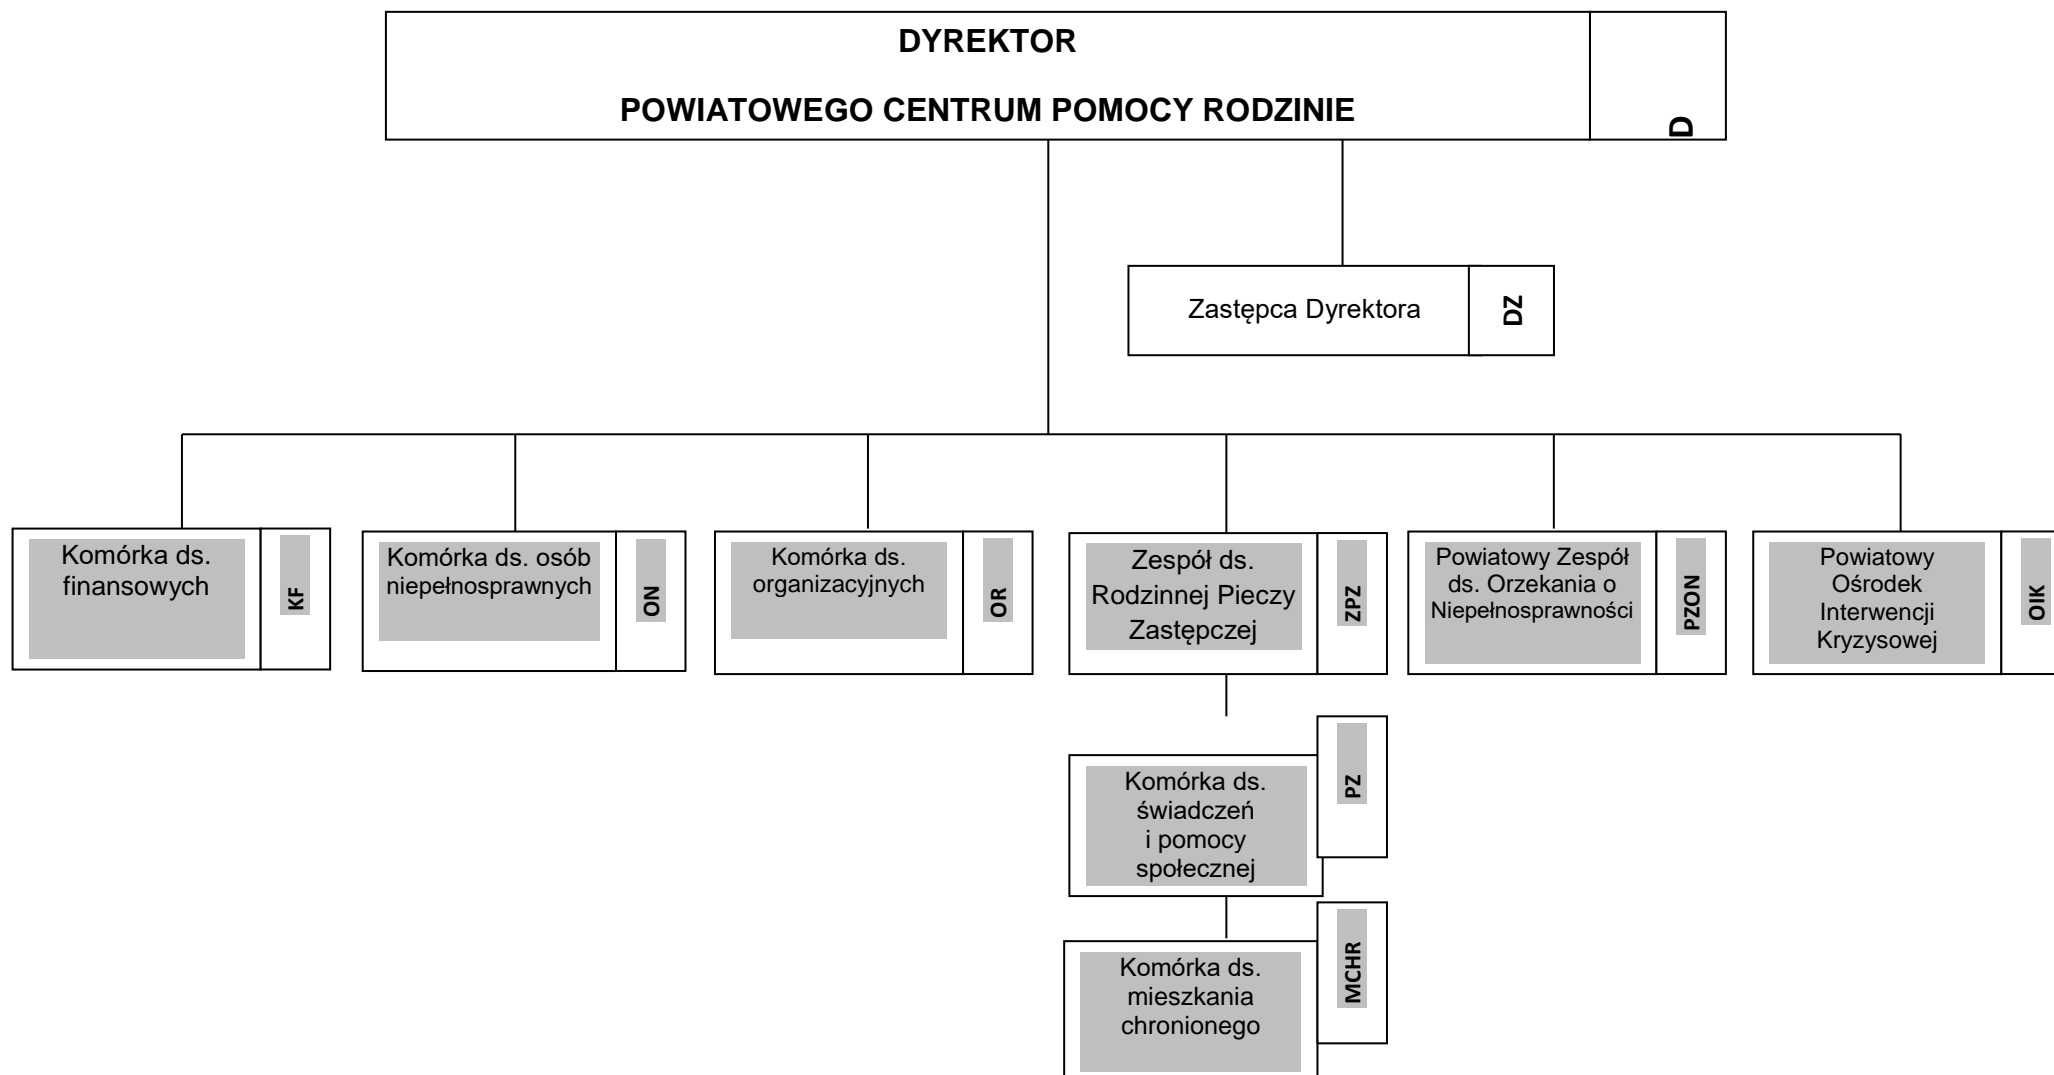 DYREKTOR
POWIATOWEGO CENTRUM POMOCY RODZINIE
D
Zastępca Dyrektora
DZ
Komórka ds.
finansowych
KF
Komórka ds. osób
niepełnosprawnych
ON
Komórka ds.
organizacyjnych
OR
Zespół ds.
Rodzinnej Pieczy
Zastępczej
ZPZ
Powiatowy Zespół
ds. Orzekania o
Niepełnosprawności
PZON
Powiatowy
Ośrodek
Interwencji
Kryzysowej
OIK
Komórka ds.
świadczeń
i pomocy
społecznej
PZ
Komórka ds.
mieszkania
chronionego
MCHR